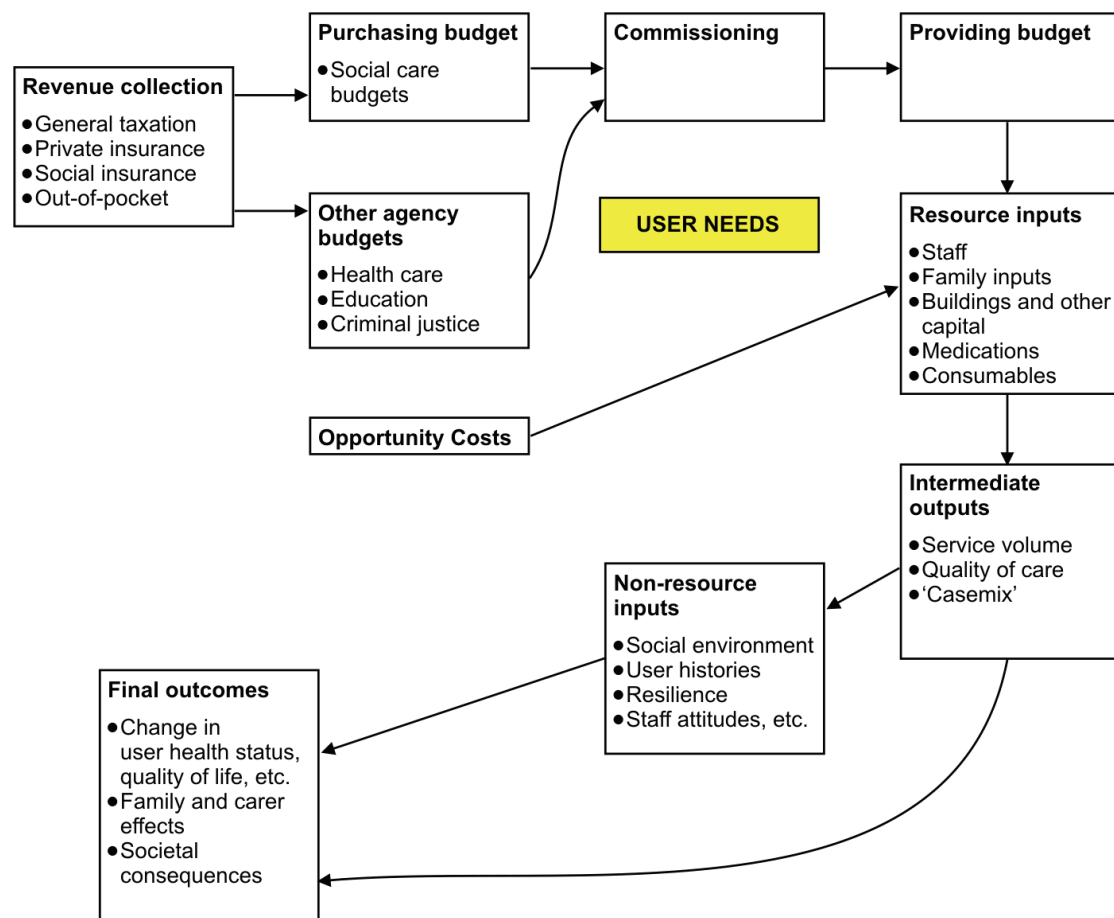 Purchasing budget
●Social care
budgets
Commissioning
Providing budget
Revenue collection
●General taxation
●Private insurance
●Social insurance
●Out-of-pocket
Other agency
budgets
●Health care
●Education
●Criminal justice
USER NEEDS
Resource inputs
●Staff
●Family inputs
●Buildings and other
capital
●Medications
●Consumables
Opportunity Costs
Intermediate
outputs
●Service volume
●Quality of care
●‘Casemix’
Non-resource
inputs
●Social environment
●User histories
●Resilience
●Staff attitudes, etc.
Final outcomes
●Change in
user health status,
quality of life, etc.
●Family and carer
effects
●Societal
consequences